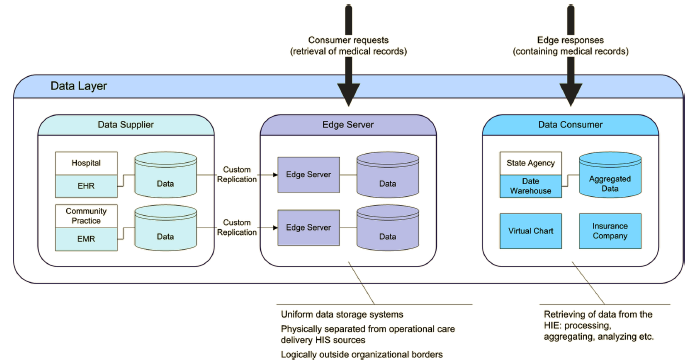 Consumer requests
(retrieval of medical records)
Edge responses
(containing medical records)
Data Layer
Data Supplier
Hospital
EHR
Data
Community
Practice
EMR
Data
Custom
Replication
Custom
Replication
Edge Server
Edge Server
Data
Edge Server
Data
Data Consumer
State Agency
Date
Warehouse
Aggregated
Data
Virtual Chart
Insurance
Company
Uniform data storage systems
Physically separated from operational care
delivery HIS sources
Logically outside organizational borders
Retrieving of data from the
HIE: processing,
aggregating, analyzing etc.